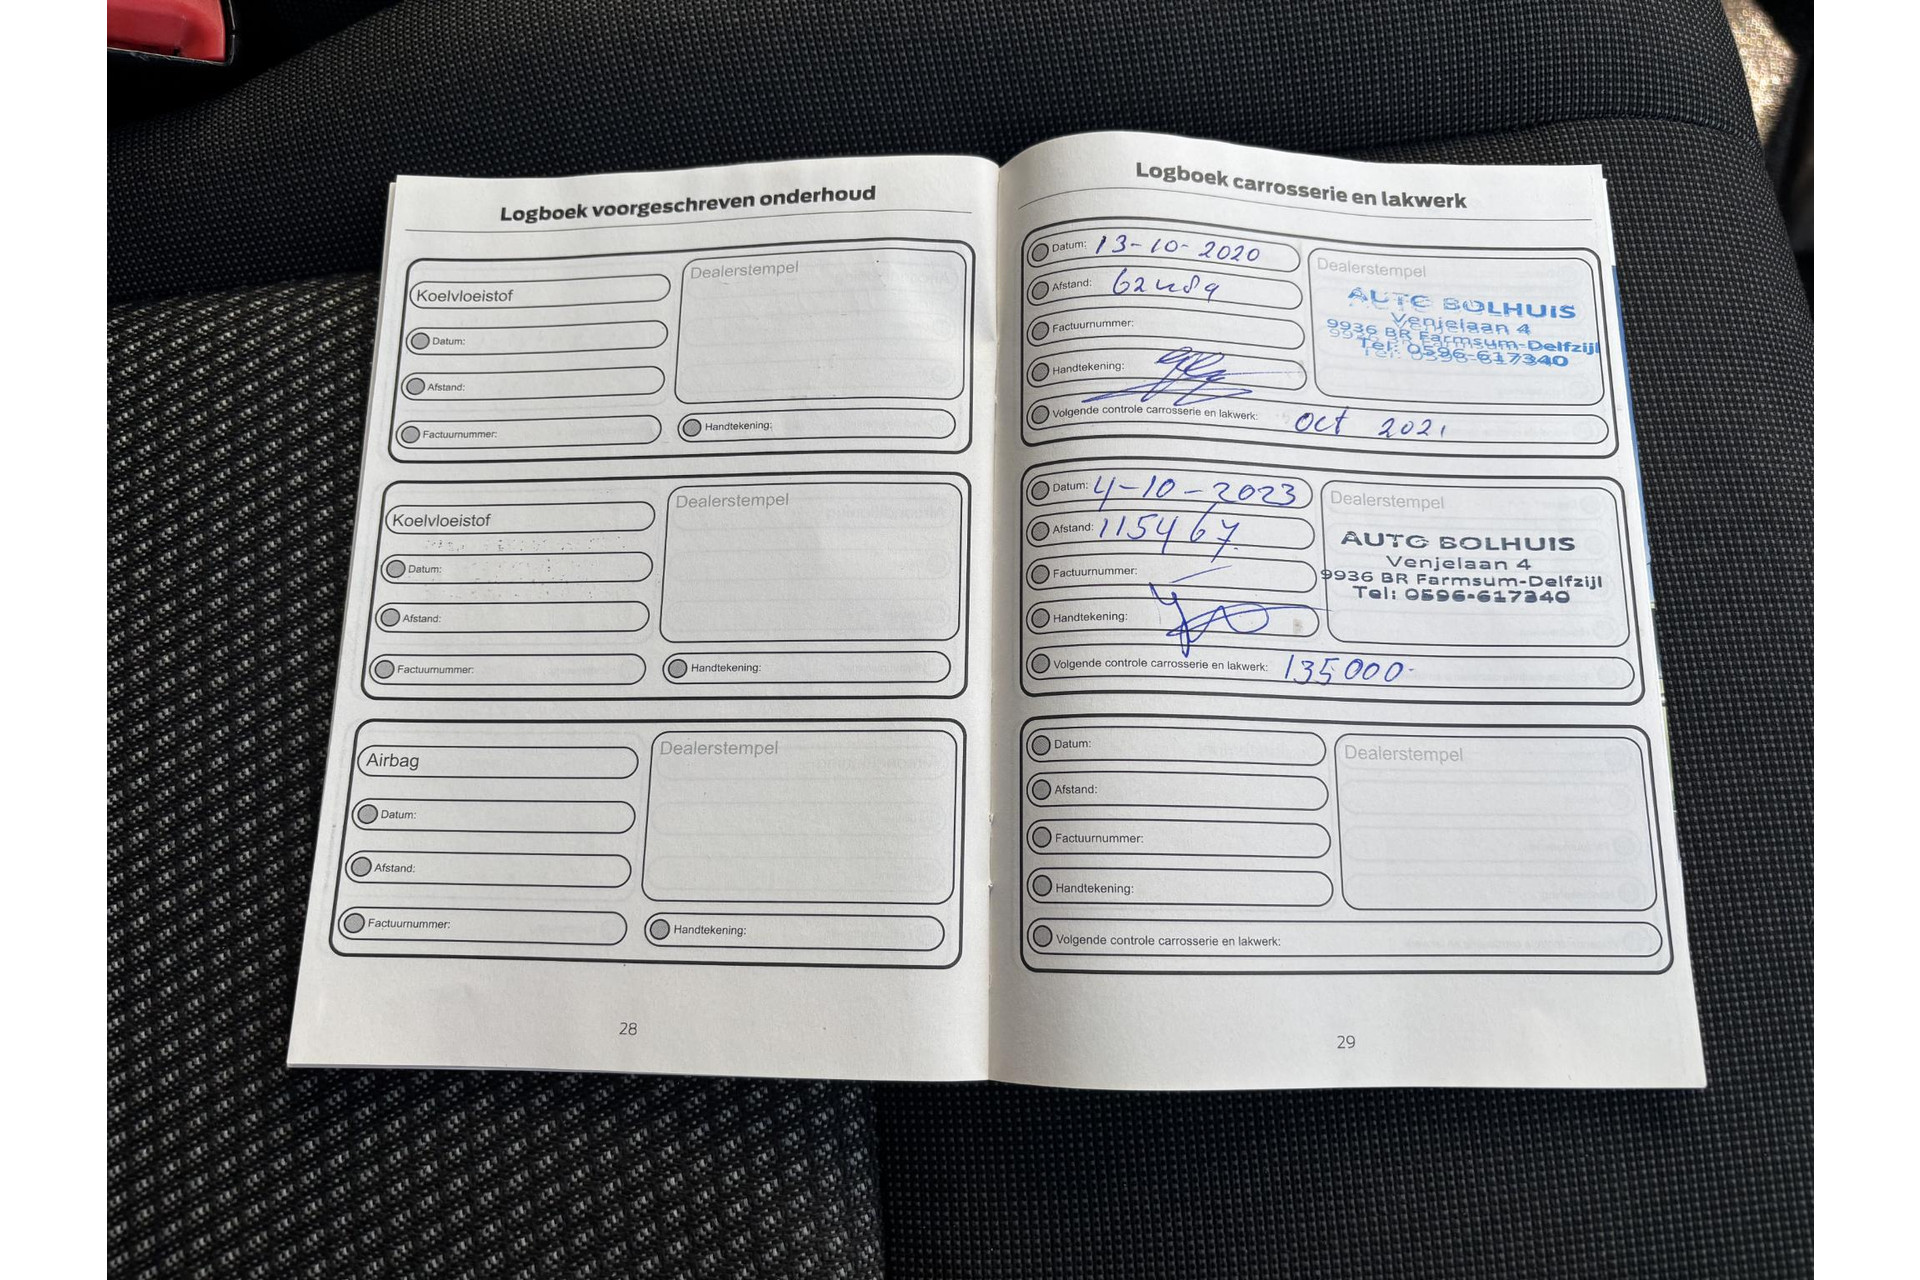 Logboek voorgeschreven onderhoud
Koelvloeistof
Dealerstempel
Datum:
Afstand:
Factuurnummer:
Handtekening:
Koelvloeistof
Dealerstempel
Datum:
Afstand:
Factuurnummer:
Handtekening:
Airbag
Dealerstempel
Datum:
Afstand:
Factuurnummer:
Handtekening:
28
Logboek carrosserie en lakwerk
Datum: 13-10-2020
Afstand:
Factuurnummer:
Handtekening:
Dealerstempel
AUTO BOLHUIS
Venjelaan 4
9936 BR Farmsum-Delfzijl
Tel: 0596-617340
Volgende controle carrosserie en lakwerk: Oct 2021
Datum: 4-10-2023
Afstand: 115467
Factuurnummer:
Handtekening:
Dealerstempel
AUTO BOLHUIS
Venjelaan 4
9936 BR Farmsum-Delfzijl
Tel: 0596-617340
Volgende controle carrosserie en lakwerk: 135000
Datum:
Afstand:
Factuurnummer:
Handtekening:
Dealerstempel
Volgende controle carrosserie en lakwerk:
29